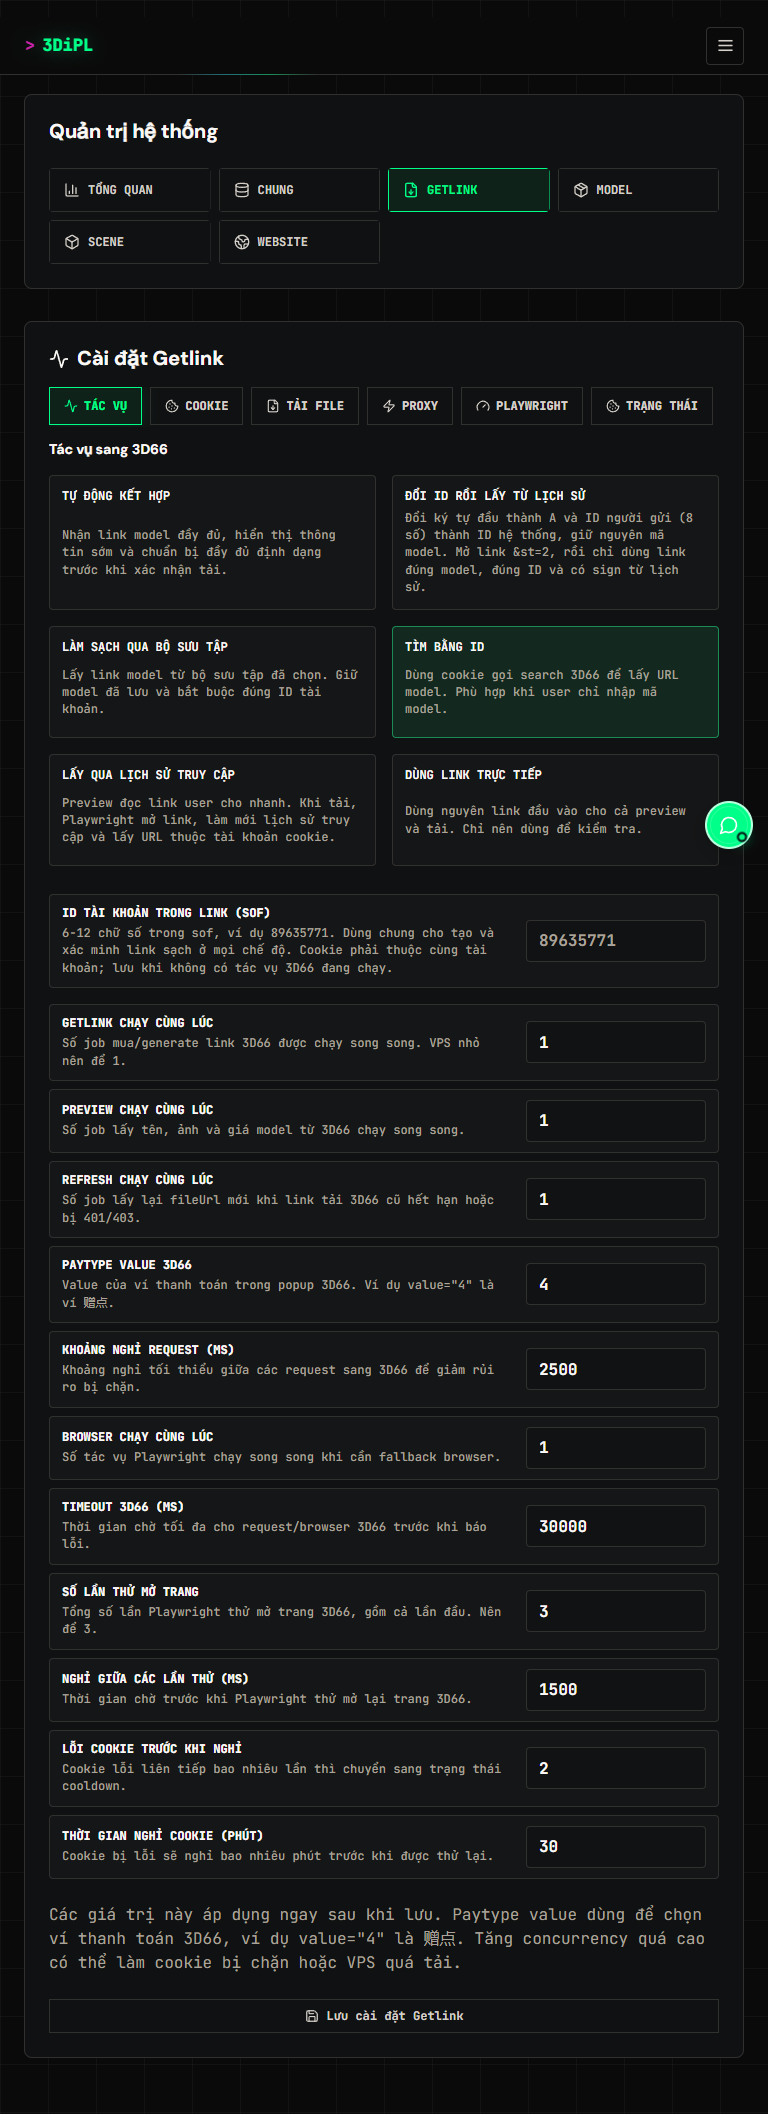 > 3DiPL
Quản trị hệ thống
TỔNG QUAN
CHUNG
GETLINK
MODEL
SCENE
WEBSITE
Cài đặt Getlink
TÁC VỤ
COOKIE
TẢI FILE
PROXY
PLAYWRIGHT
TRẠNG THÁI
Tác vụ sang 3D66
TỰ ĐỘNG KẾT HỢP
Nhận link model đầy đủ, hiển thị thông
tin sớm và chuẩn bị đầy đủ định dạng
trước khi xác nhận tải.
ĐỔI ID RỒI LẤY TỪ LỊCH SỬ
Đổi ký tự đầu thành A và ID người gửi (8
số) thành ID hệ thống, giữ nguyên mã
model. Mở link &st=2, rồi chỉ dùng link
đúng model, đúng ID và có sign từ lịch
sử.
LÀM SẠCH QUA BỘ SƯU TẬP
Lấy link model từ bộ sưu tập đã chọn. Giữ
model đã lưu và bắt buộc đúng ID tài
khoản.
TÌM BẰNG ID
Dùng cookie gọi search 3D66 để lấy URL
model. Phù hợp khi user chỉ nhập mã
model.
LẤY QUA LỊCH SỬ TRUY CẬP
Preview đọc link user cho nhanh. Khi tải,
Playwright mở link, làm mới lịch sử truy
cập và lấy URL thuộc tài khoản cookie.
DÙNG LINK TRỰC TIẾP
Dùng nguyên link đầu vào cho cả preview
và tải. Chỉ nên dùng để kiểm tra.
ID TÀI KHOẢN TRONG LINK (SOF)
6-12 chữ số trong sof, ví dụ 89635771. Dùng chung cho tạo và
xác minh link sạch ở mọi chế độ. Cookie phải thuộc cùng tài
khoản; lưu khi không có tác vụ 3D66 đang chạy.
89635771
GETLINK CHẠY CÙNG LÚC
Số job mua/generate link 3D66 được chạy song song. VPS nhỏ
nên để 1.
1
PREVIEW CHẠY CÙNG LÚC
Số job lấy tên, ảnh và giá model từ 3D66 chạy song song.
1
REFRESH CHẠY CÙNG LÚC
Số job lấy lại fileUrl mới khi link tải 3D66 cũ hết hạn hoặc
bị 401/403.
1
PAYTYPE VALUE 3D66
Value của ví thanh toán trong popup 3D66. Ví dụ value="4" là
ví 赠点.
4
KHOẢNG NGHỈ REQUEST (MS)
Khoảng nghỉ tối thiểu giữa các request sang 3D66 để giảm rủi
ro bị chặn.
2500
BROWSER CHẠY CÙNG LÚC
Số tác vụ Playwright chạy song song khi cần fallback browser.
1
TIMEOUT 3D66 (MS)
Thời gian chờ tối đa cho request/browser 3D66 trước khi báo
lỗi.
30000
SỐ LẦN THỬ MỞ TRANG
Tổng số lần Playwright thử mở trang 3D66, gồm cả lần đầu. Nên
để 3.
3
NGHỈ GIỮA CÁC LẦN THỬ (MS)
Thời gian chờ trước khi Playwright thử mở lại trang 3D66.
1500
LỖI COOKIE TRƯỚC KHI NGHỈ
Cookie lỗi liên tiếp bao nhiêu lần thì chuyển sang trạng thái
cooldown.
2
THỜI GIAN NGHỈ COOKIE (PHÚT)
Cookie bị lỗi sẽ nghỉ bao nhiêu phút trước khi được thử lại.
30
Các giá trị này áp dụng ngay sau khi lưu. Paytype value dùng để chọn
ví thanh toán 3D66, ví dụ value="4" là 赠点. Tăng concurrency quá cao
có thể làm cookie bị chặn hoặc VPS quá tải.
Lưu cài đặt Getlink